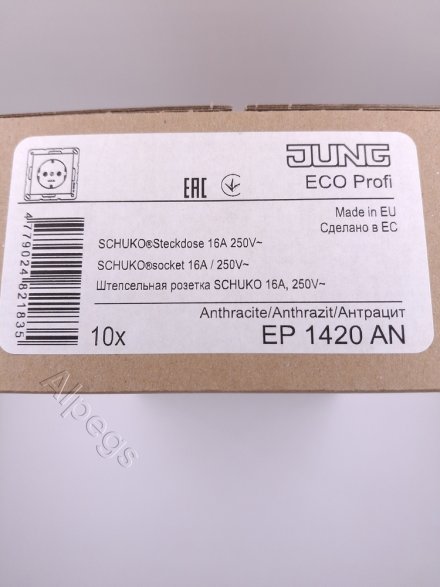 JUNG
ECO Profi
EAC
Made in EU
Сделано в ЕС
SCHUKO®Steckdose 16A 250V~
SCHUKO®socket 16A / 250V~
Штепсельная розетка SCHUKO 16A, 250V~
Anthracite/Anthrazit/Антрацит
10x
EP 1420 AN
4779024821835
Alpegs